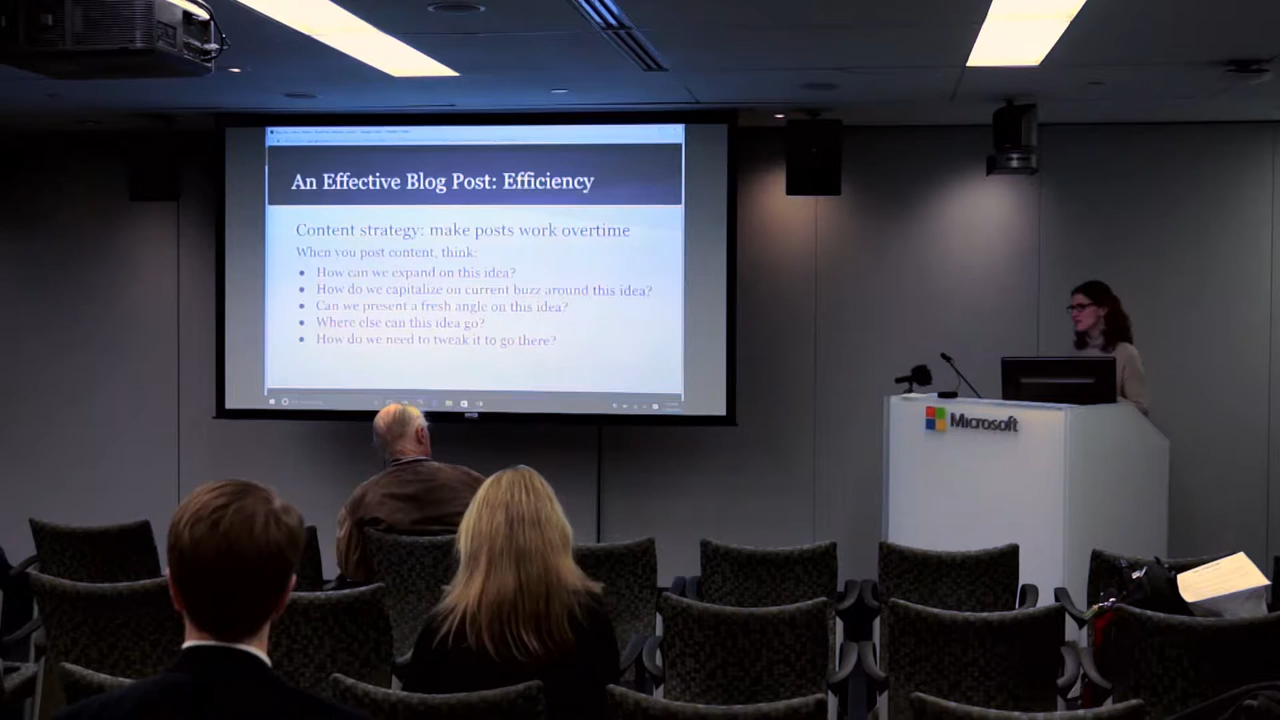 An Effective Blog Post: Efficiency
Content strategy: make posts work overtime
When you post content, think:
How can we expand on this idea?
How do we capitalize on current buzz around this idea?
Can we present a fresh angle on this idea?
Where else can this idea go?
How do we need to tweak it to go there?
Microsoft